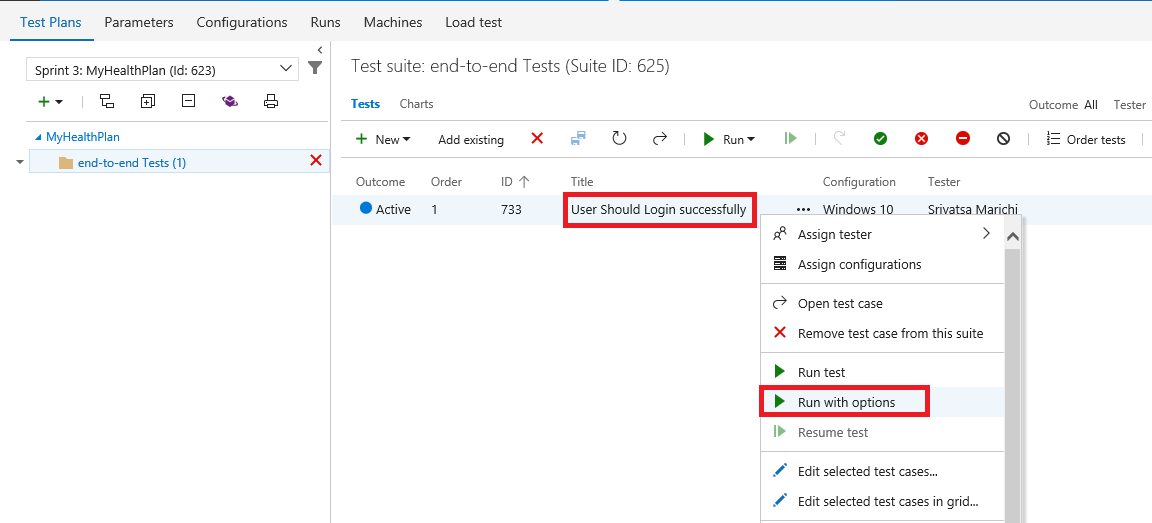 Test Plans Parameters Configurations Runs Machines Load test
Sprint 3: MyHealthPlan (Id: 623)
MyHealthPlan
end-to-end Tests (1)
Test suite: end-to-end Tests (Suite ID: 625)
Tests Charts
Outcome All Tester
New Add existing Run Order tests
Outcome Order ID Title Configuration Tester
Active 1 733 User Should Login successfully ... Windows 10 Srivatsa Marichi
Assign tester
Assign configurations
Open test case
Remove test case from this suite
Run test
Run with options
Resume test
Edit selected test cases...
Edit selected test cases in grid...